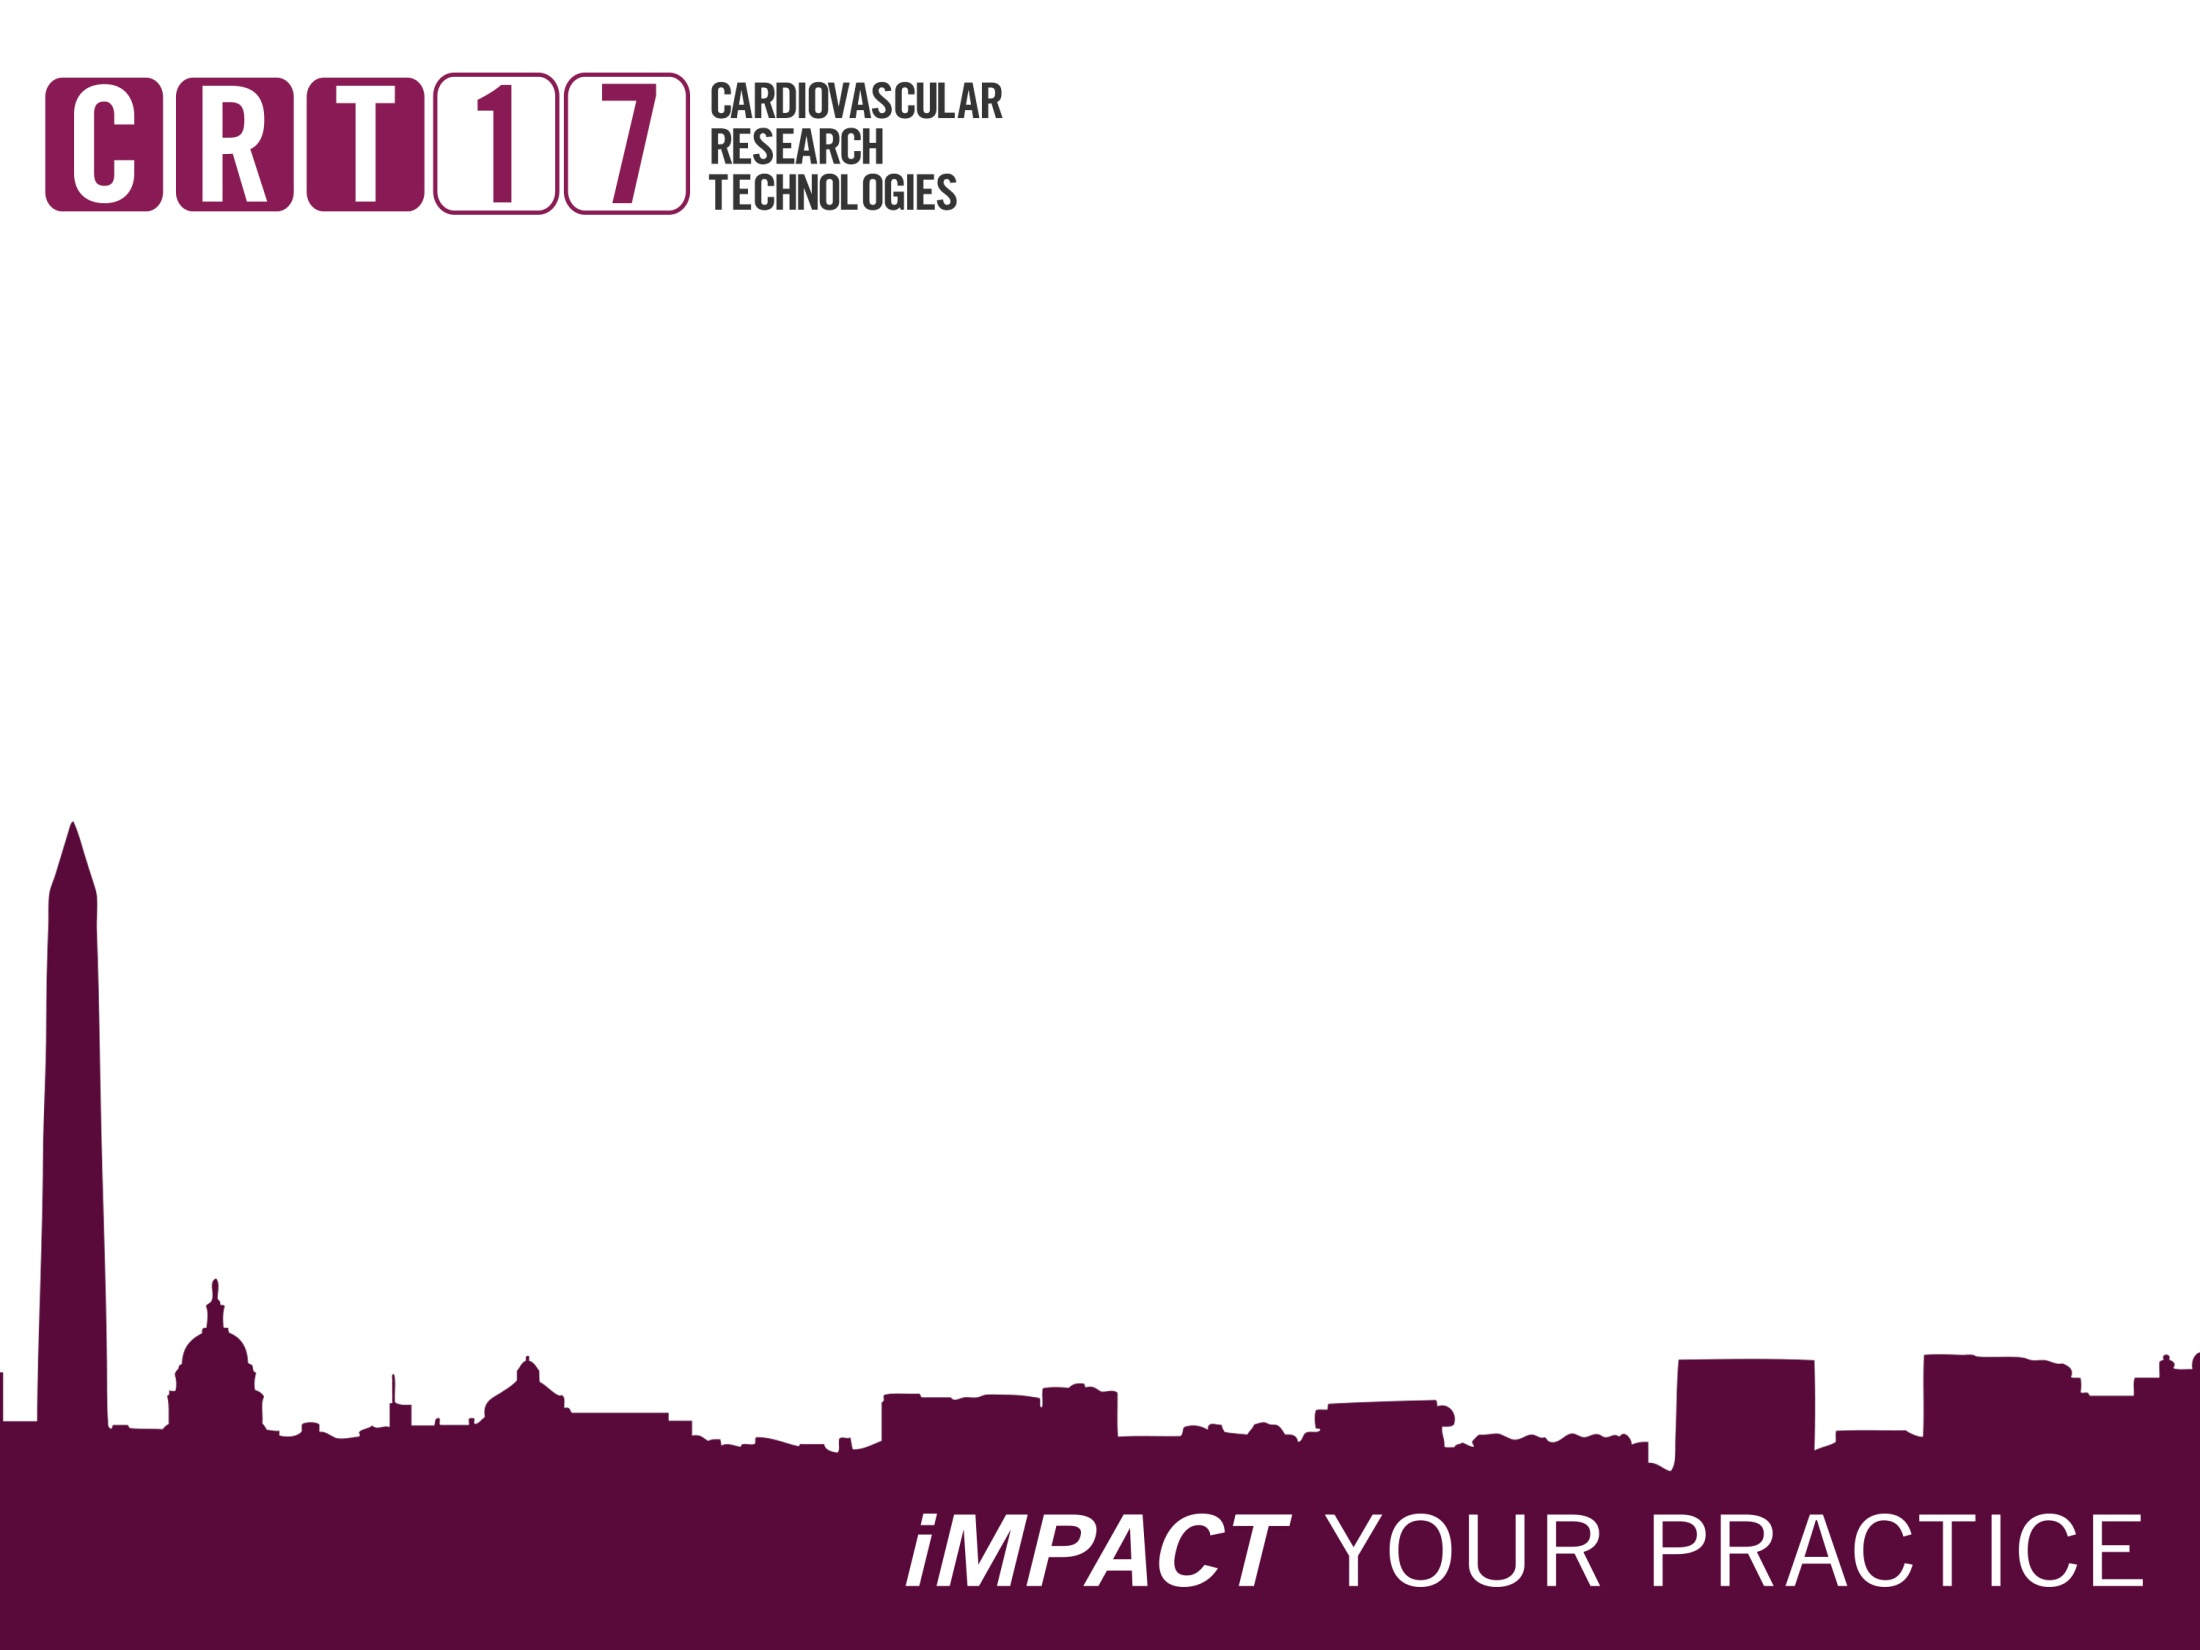 CRT17
CARDIOVASCULAR
RESEARCH
TECHNOLOGIES
iMPACT YOUR PRACTICE